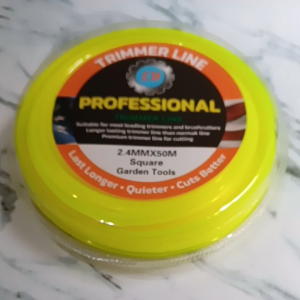 TRIMMER LINE
PROFESSIONAL
TRIMMER LINE
Suitable for most leading trimmers and brushcutters
Longer lasting trimmer line than normal line
Premium trimmer line for cutting
2.4MMX50M
Square
Garden Tools
Last Longer • Quieter • Cuts Better